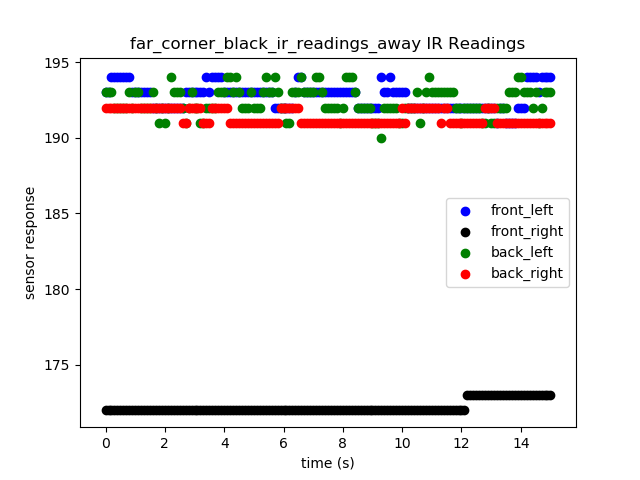 far_corner_black_ir_readings_away IR Readings
195
190
185
180
175
sensor response
front_left
front_right
back_left
back_right
0 2 4 6 8 10 12 14
time (s)